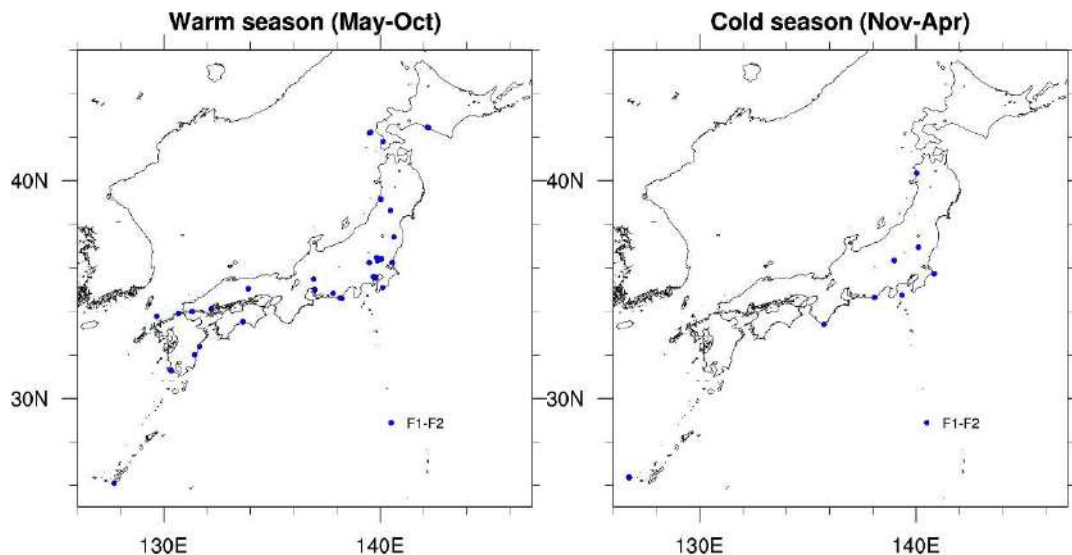 Warm season (May-Oct)
Cold season (Nov-Apr)
40N
40N
30N
30N
F1-F2
F1-F2
130E
140E
130E
140E